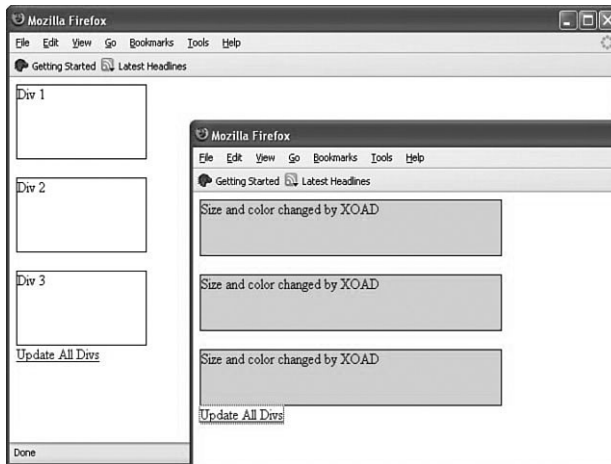 Mozilla Firefox
File Edit View Go Bookmarks Tools Help
Getting Started Latest Headlines
Div 1
Div 2
Div 3
Update All Divs
Done
Mozilla Firefox
File Edit View Go Bookmarks Tools Help
Getting Started Latest Headlines
Size and color changed by XOAD
Size and color changed by XOAD
Size and color changed by XOAD
Update All Divs